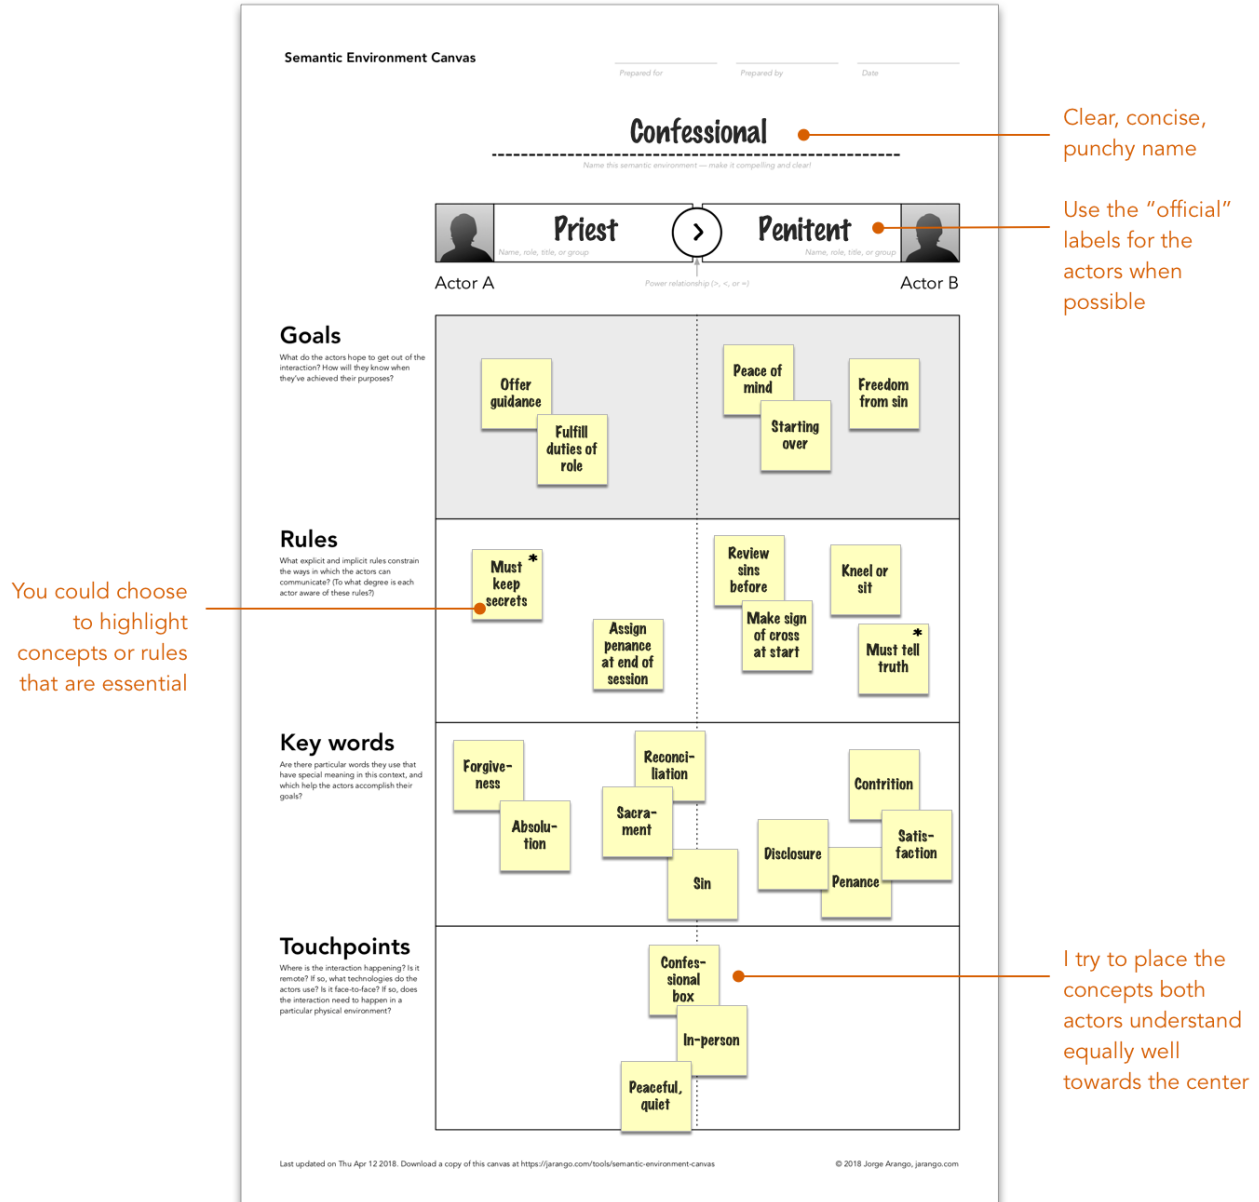 Semantic Environment Canvas
Prepared for
Prepared by
Date
Confessional
Name this semantic environment — make it compelling and clear!
Clear, concise,
punchy name
Priest
Name, role, title, or group
Penitent
Name, role, title, or group
Use the “official”
labels for the
actors when
possible
Actor A
Power relationship (>, <, or =)
Actor B
Goals
What do the actors hope to get out of the
interaction? How will they know when
they've achieved their purposes?
Offer
guidance
Fulfill
duties of
role
Peace of
mind
Starting
over
Freedom
from sin
Rules
What explicit and implicit rules constrain
the ways in which the actors can
communicate? (To what degree is each
actor aware of these rules?)
*
Must
keep
secrets
Assign
penance
at end of
session
Review
sins
before
Make sign
of cross
at start
Kneel or
sit
*
Must tell
truth
You could choose
to highlight
concepts or rules
that are essential
Key words
Are there particular words they use that
have special meaning in this context, and
which help the actors accomplish their
goals?
Forgive-
ness
Absolu-
tion
Reconci-
liation
Sacra-
ment
Sin
Contrition
Satis-
faction
Disclosure
Penance
Touchpoints
Where is the interaction happening? Is it
remote? If so, what technologies do the
actors use? Is it face-to-face? If so, does
the interaction need to happen in a
particular physical environment?
Confes-
sional
box
In-person
Peaceful,
quiet
I try to place the
concepts both
actors understand
equally well
towards the center
Last updated on Thu Apr 12 2018. Download a copy of this canvas at https://jarango.com/tools/semantic-environment-canvas
© 2018 Jorge Arango, jarango.com